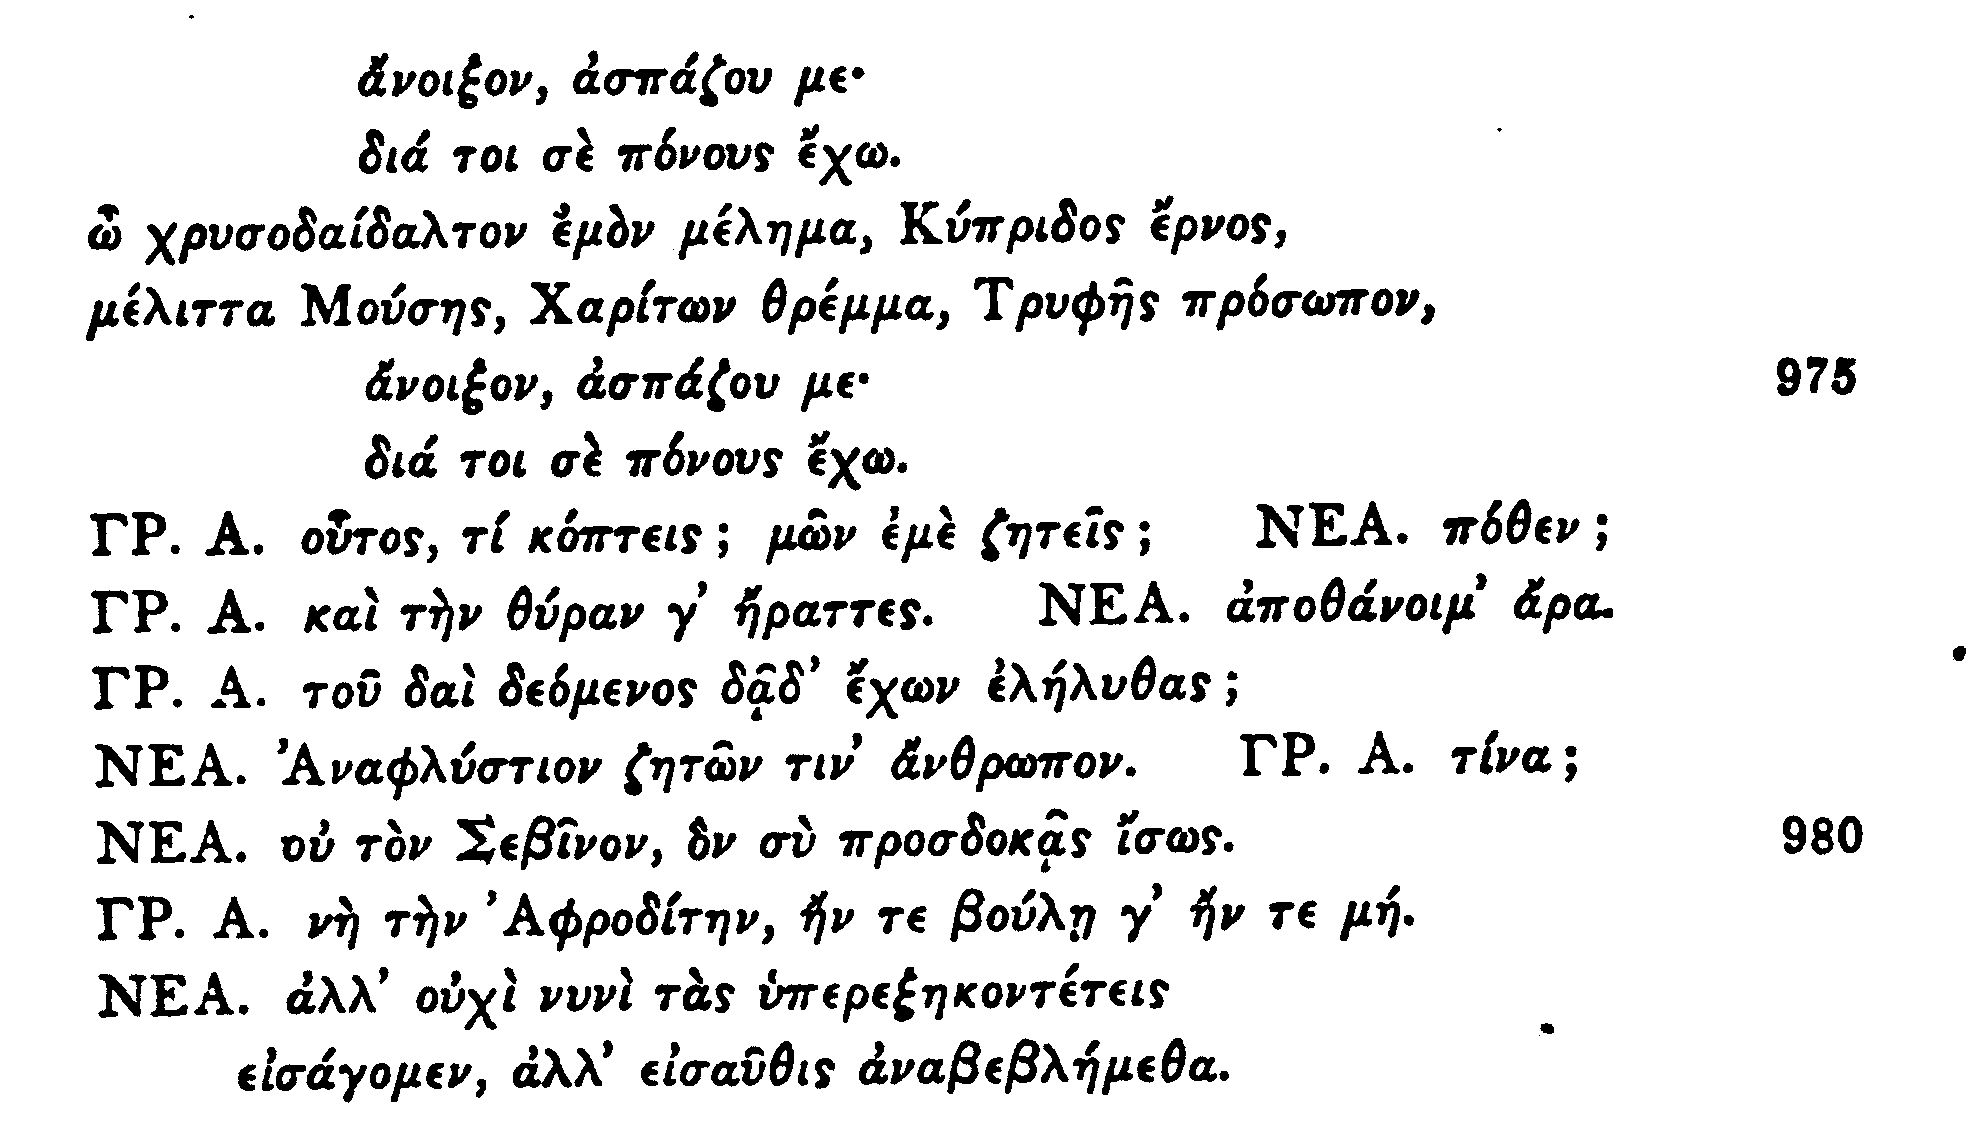 ἄνοιξον, ἀσπάζου με·
διά τοι σὲ πόνους ἔχω.
ὦ χρυσοδαίδαλτον ἐμὸν μέλημα, Κύπριδος ἔρνος,
μέλιττα Μούσης, Χαρίτων θρέμμα, Τρυφῆς πρόσωπον,
ἄνοιξον, ἀσπάζου με· 975
διά τοι σὲ πόνους ἔχω.
ΓΡ. Α. οὗτος, τί κόπτεις; μῶν ἐμὲ ζητεῖς; ΝΕΑ. πόθεν;
ΓΡ. Α. καὶ τὴν θύραν γ’ ἤραττες. ΝΕΑ. ἀποθάνοιμ’ ἄρα.
ΓΡ. Α. τοῦ δαὶ δεόμενος δᾷδ’ ἔχων ἐλήλυθας;
ΝΕΑ. Ἀναφλύστιον ζητῶν τιν’ ἄνθρωπον. ΓΡ. Α. τίνα;
ΝΕΑ. οὐ τὸν Σεβῖνον, ὃν σὺ προσδοκᾷς ἴσως. 980
ΓΡ. Α. νὴ τὴν Ἀφροδίτην, ἤν τε βούλῃ γ’ ἤν τε μή.
ΝΕΑ. ἀλλ’ οὐχὶ νυνὶ τὰς ὑπερεξηκοντέτεις
εἰσάγομεν, ἀλλ’ εἰσαῦθις ἀναβεβλήμεθα.